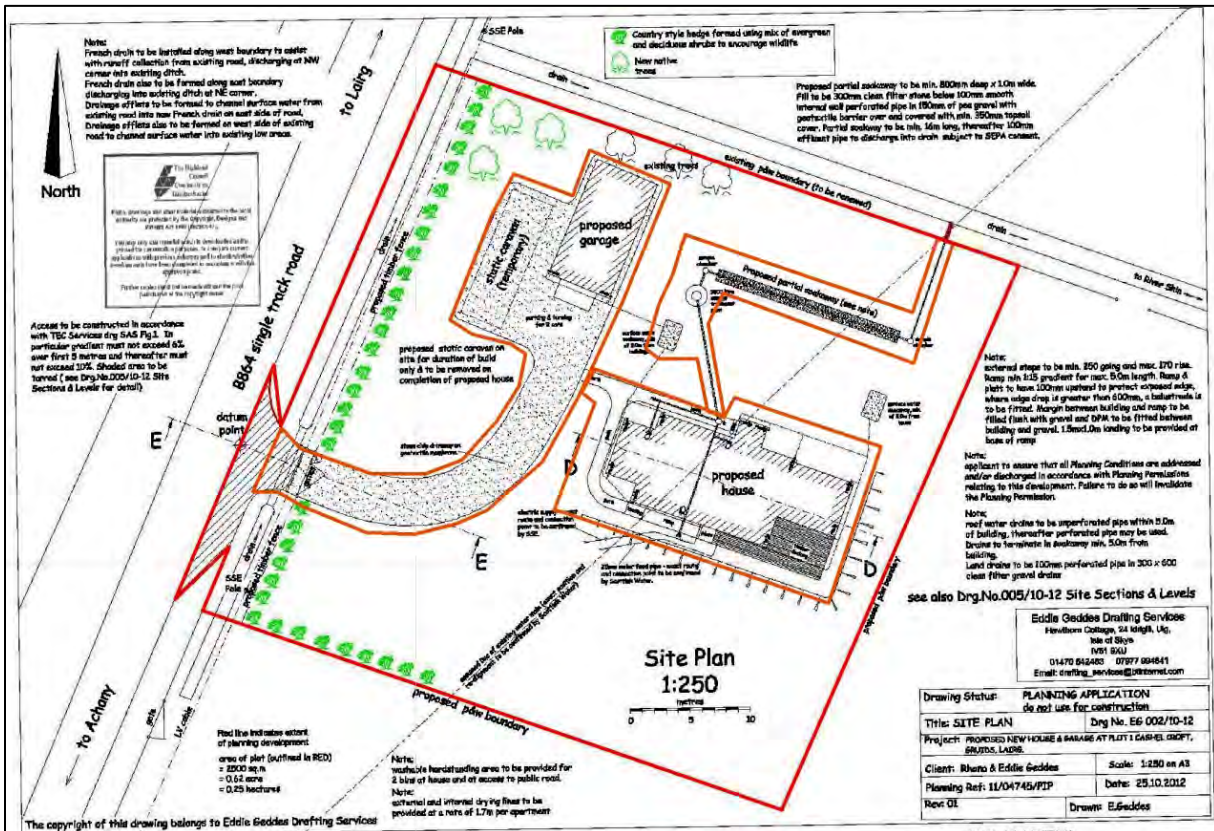 Note:
French drain to be installed along west boundary to assist
with runoff collection from existing road, discharging at NW
corner into existing ditch.
French drain also to be formed along east boundary
discharging into existing ditch at NE corner.
Drainage offlets to be formed to channel surface water from
existing road into new French drain on east side of road.
Drainage offlets also to be formed on west side of existing
road to channel surface water into existing low areas.
North
The Highland
Council
to Lairg
SSE Pole
Country style hedge formed using mix of evergreen
and deciduous shrubs to encourage wildlife
New native
trees
drain
Proposed partial soakaway to be min. 800mm deep x 1.0m wide.
Fill to be 300mm clean filter stone below 100mm smooth
internal wall perforated pipe in 150mm of pea gravel with
geotextile barrier over and covered with min. 350mm topsoil
cover. Partial soakaway to be min. 16m long, thereafter 100mm
effluent pipe to discharge into drain subject to SEPA consent.
existing trees
existing p&w boundary (to be renewed)
drain
to River Shin
B864 single track road
drain
proposed timber fence
static caravan
(temporary)
proposed
garage
parking & turning
for 2 cars
Proposed partial soakaway (see note)
Access to be constructed in accordance
with TEC Services drg SAS Fig.1. In
particular gradient must not exceed 6%
over first 5 metres and thereafter must
not exceed 10%. Shaded area to be
tarred (see Drg.No.005/10-12 Site
Sections & Levels for detail)
proposed static caravan on
site for duration of build
only & to be removed on
completion of proposed house
datum
point
E
E
D
D
proposed
house
Note:
external steps to be min. 250 going and max. 170 rise.
Ramp min 1:15 gradient for max. 5.0m length. Ramp &
platts to have 100mm upstand to protect exposed edge,
where edge drop is greater than 600mm, a balustrade is
to be fitted. Margin between building and ramp to be
filled flush with gravel and DPM to be fitted between
building and gravel. 1.5mx1.0m landing to be provided at
base of ramp
Note:
applicant to ensure that all Planning Conditions are addressed
and/or discharged in accordance with Planning Permissions
relating to this development. Failure to do so will invalidate
the Planning Permission.
Note:
roof water drains to be unperforated pipe within 5.0m
of building, thereafter perforated pipe may be used.
Drains to terminate in soakaway min. 5.0m from
building.
Land drains to be 100mm perforated pipe in 300 x 600
clean filter gravel drains
see also Drg.No.005/10-12 Site Sections & Levels
electric supply
route and connection
point to be confirmed
by SSE.
SSE
Pole
drain
proposed timber fence
proposed p&w boundary
proposed p&w boundary
to Achany
gate
LV cable
Site Plan
1:250
metres
0 5 10
Red line indicates extent
of planning development
area of plot (outlined in RED)
= 2500 sq.m
= 0.62 acre
= 0.25 hectares
Note:
washable hardstanding area to be provided for
2 bins at house and at access to public road.
Note:
external and internal drying lines to be
provided at a rate of 1.7m per apartment
Eddie Geddes Drafting Services
Hawthorn Cottage, 24 Idrigill, Uig,
Isle of Skye
IV51 9XU
Drawing Status: PLANNING APPLICATION
do not use for construction
Title: SITE PLAN
Drg No. EG 002/10-12
Project: PROPOSED NEW HOUSE & GARAGE AT PLOT 1 CASHEL CROFT,
GRUIDS, LAIRG.
Client: Rhona & Eddie Geddes
Scale: 1:250 on A3
Planning Ref: 11/04745/PIP
Date: 25.10.2012
Rev: 01
Drawn: E.Geddes
The copyright of this drawing belongs to Eddie Geddes Drafting Services